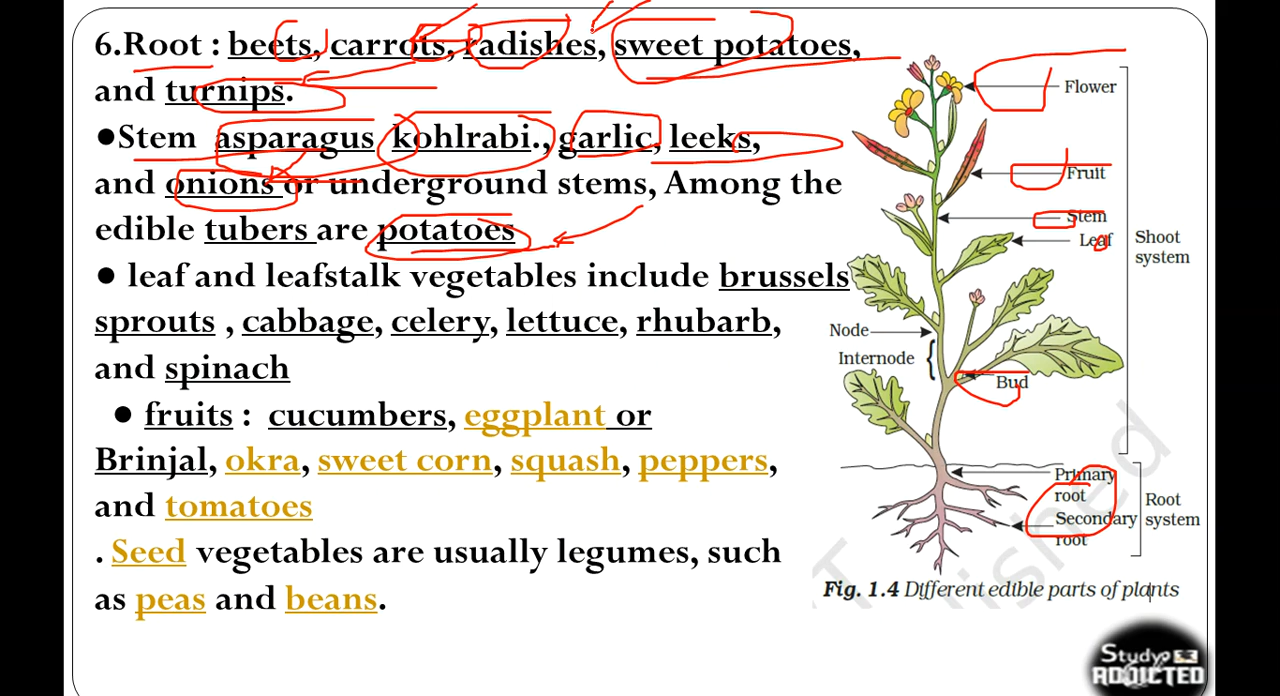 6.Root : beets, carrots, radishes, sweet potatoes,
and turnips.
●Stem asparagus kohlrabi., garlic, leeks,
and onions or underground stems, Among the
edible tubers are potatoes
● leaf and leafstalk vegetables include brussels
sprouts , cabbage, celery, lettuce, rhubarb,
and spinach
● fruits : cucumbers, eggplant or
Brinjal, okra, sweet corn, squash, peppers,
and tomatoes
. Seed vegetables are usually legumes, such
as peas and beans.
Flower
Fruit
Stem
Leaf
Shoot
system
Node
Internode
Bud
Primary
root
Secondary
root
Root
system
Fig. 1.4 Different edible parts of plants
Study
ADDICTED